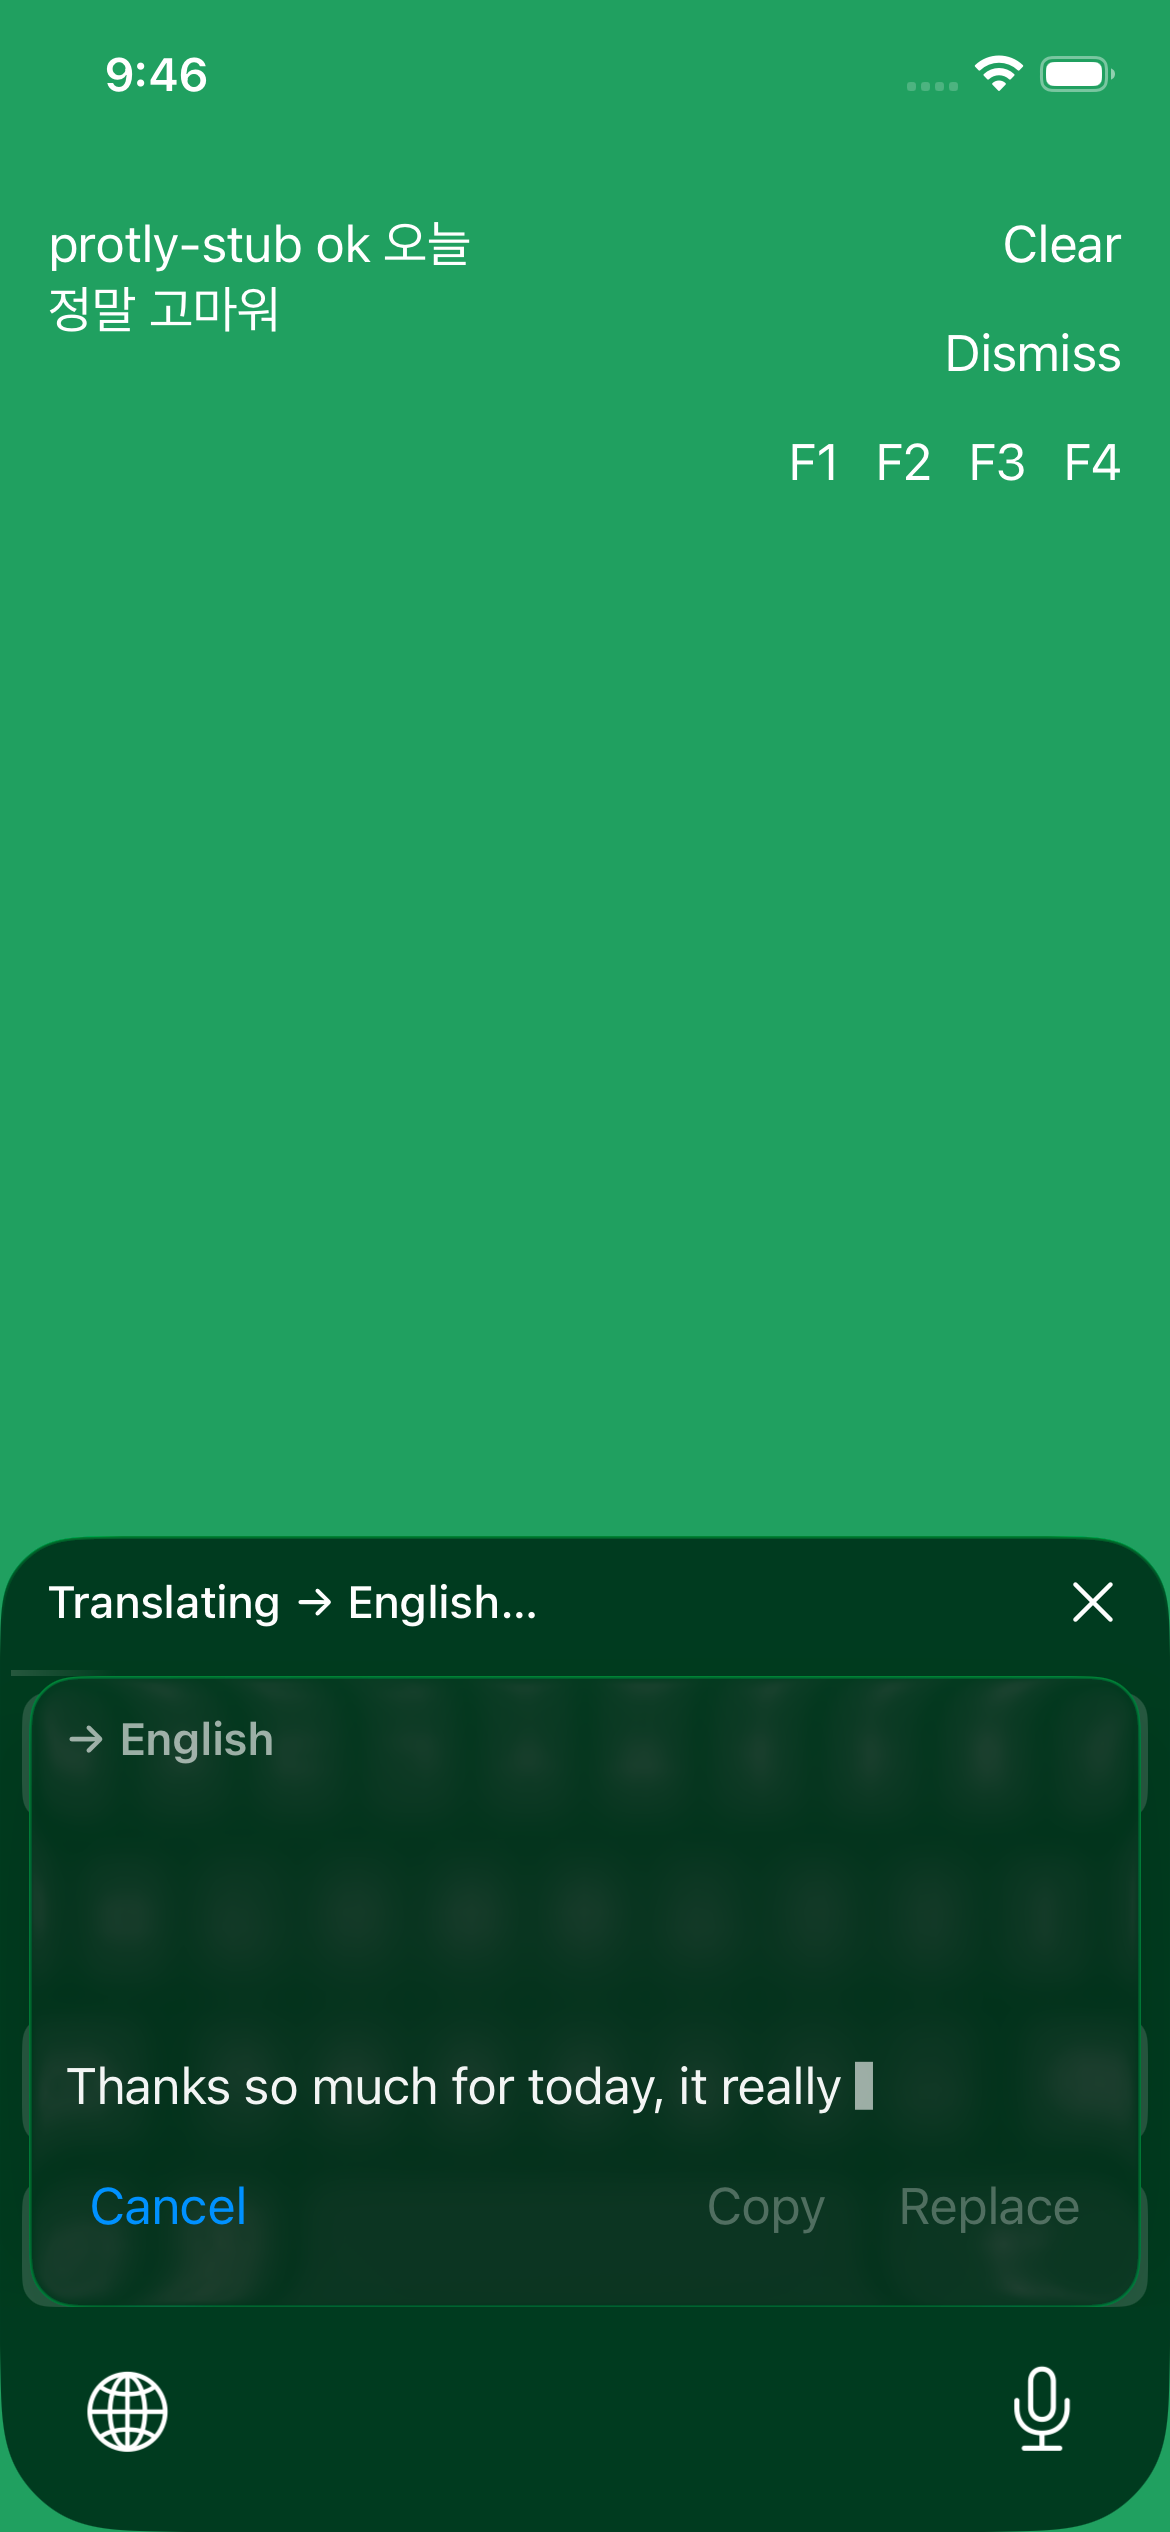 9:46
protly-stub ok 오늘
정말 고마워
Clear
Dismiss
F1 F2 F3 F4
Translating → English...
→ English
Thanks so much for today, it really
Cancel Copy Replace